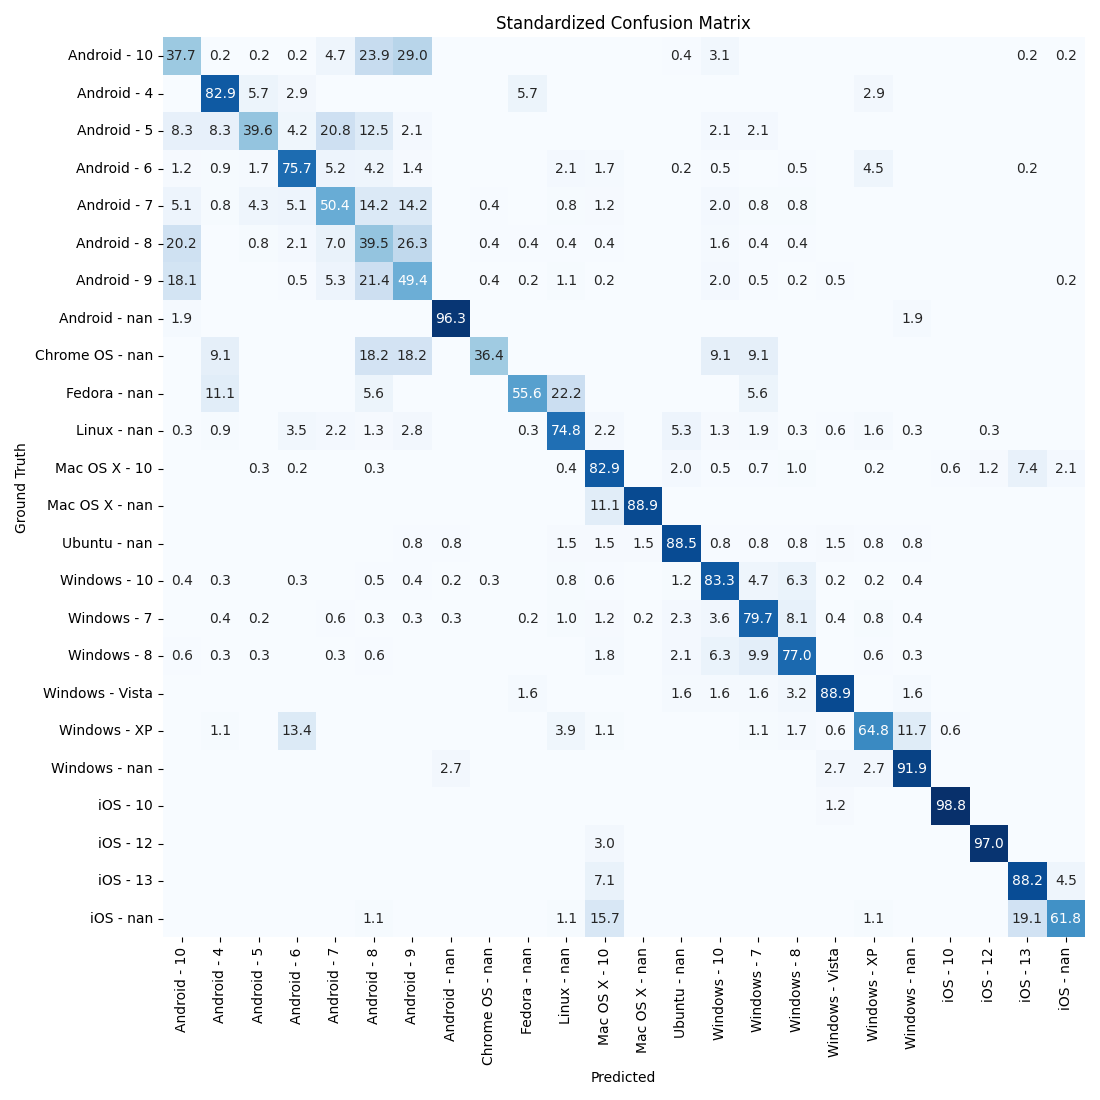 Standardized Confusion Matrix
Android - 10 37.7 0.2 0.2 0.2 4.7 23.9 29.0 0.4 3.1 0.2 0.2
Android - 4 82.9 5.7 2.9 5.7 2.9
Android - 5 8.3 8.3 39.6 4.2 20.8 12.5 2.1 2.1 2.1
Android - 6 1.2 0.9 1.7 75.7 5.2 4.2 1.4 2.1 1.7 0.2 0.5 0.5 4.5 0.2
Android - 7 5.1 0.8 4.3 5.1 50.4 14.2 14.2 0.4 0.8 1.2 2.0 0.8 0.8
Android - 8 20.2 0.8 2.1 7.0 39.5 26.3 0.4 0.4 0.4 0.4 1.6 0.4 0.4
Android - 9 18.1 0.5 5.3 21.4 49.4 0.4 0.2 1.1 0.2 2.0 0.5 0.2 0.5 0.2
Android - nan 1.9 96.3 1.9
Chrome OS - nan 9.1 18.2 18.2 36.4 9.1 9.1
Fedora - nan 11.1 5.6 55.6 22.2 5.6
Linux - nan 0.3 0.9 3.5 2.2 1.3 2.8 0.3 74.8 2.2 5.3 1.3 1.9 0.3 0.6 1.6 0.3 0.3
Mac OS X - 10 0.3 0.2 0.3 0.4 82.9 2.0 0.5 0.7 1.0 0.2 0.6 1.2 7.4 2.1
Mac OS X - nan 11.1 88.9
Ubuntu - nan 0.8 0.8 1.5 1.5 1.5 88.5 0.8 0.8 0.8 1.5 0.8 0.8
Windows - 10 0.4 0.3 0.3 0.5 0.4 0.2 0.3 0.8 0.6 1.2 83.3 4.7 6.3 0.2 0.2 0.4
Windows - 7 0.4 0.2 0.6 0.3 0.3 0.3 0.2 1.0 1.2 0.2 2.3 3.6 79.7 8.1 0.4 0.8 0.4
Windows - 8 0.6 0.3 0.3 0.3 0.6 1.8 2.1 6.3 9.9 77.0 0.6 0.3
Windows - Vista 1.6 1.6 1.6 1.6 3.2 88.9 1.6
Windows - XP 1.1 13.4 3.9 1.1 1.1 1.7 0.6 64.8 11.7 0.6
Windows - nan 2.7 2.7 2.7 91.9
iOS - 10 1.2 98.8
iOS - 12 3.0 97.0
iOS - 13 7.1 88.2 4.5
iOS - nan 1.1 1.1 15.7 1.1 19.1 61.8
Ground Truth
Android - 10
Android - 4
Android - 5
Android - 6
Android - 7
Android - 8
Android - 9
Android - nan
Chrome OS - nan
Fedora - nan
Linux - nan
Mac OS X - 10
Mac OS X - nan
Ubuntu - nan
Windows - 10
Windows - 7
Windows - 8
Windows - Vista
Windows - XP
Windows - nan
iOS - 10
iOS - 12
iOS - 13
iOS - nan
Predicted